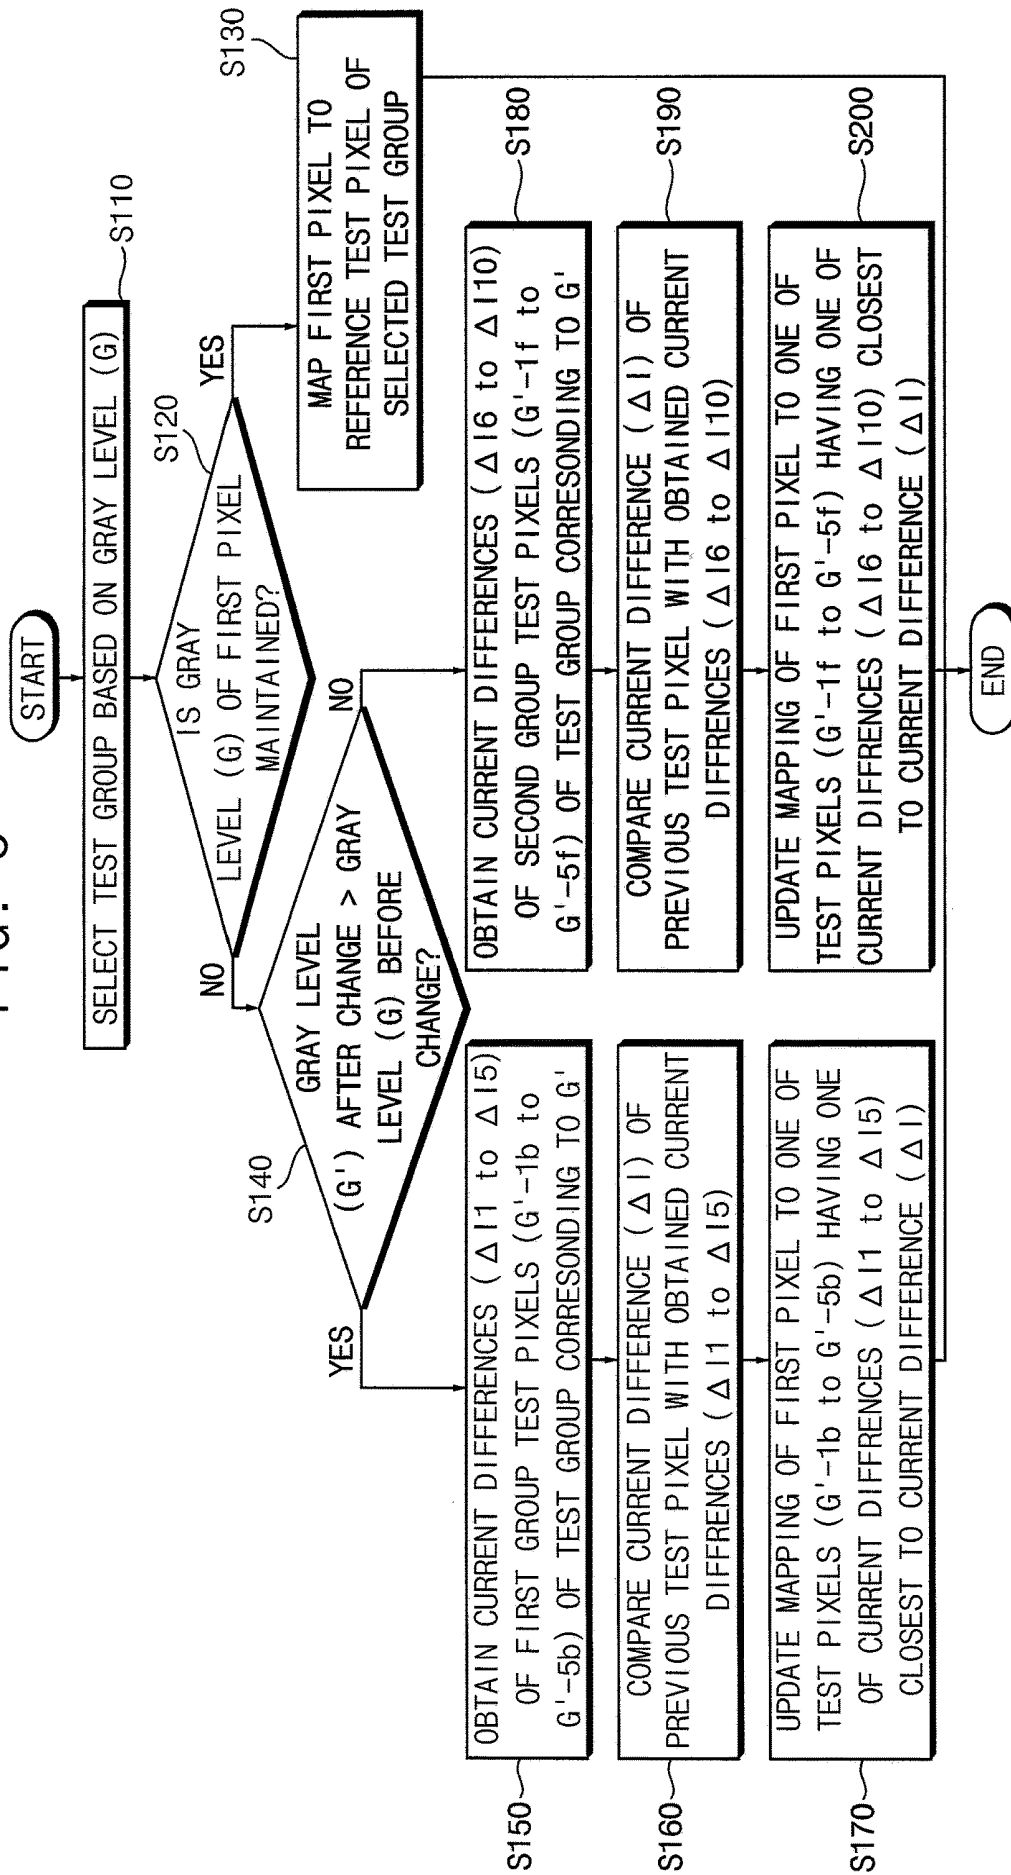 FIG.
START
SELECT TEST GROUP BASED ON GRAY LEVEL (G)
S110
IS GRAY
LEVEL (G) OF FIRST PIXEL
MAINTAINED?
S120
YES
NO
MAP FIRST PIXEL TO
REFERENCE TEST PIXEL OF
SELECTED TEST GROUP
S130
GRAY LEVEL
(G') AFTER CHANGE > GRAY
LEVEL (G) BEFORE
CHANGE?
S140
YES
NO
OBTAIN CURRENT DIFFERENCES (ΔI1 to ΔI5)
OF FIRST GROUP TEST PIXELS (G'-1b to
G'-5b) OF TEST GROUP CORRESONDING TO G'
S150
COMPARE CURRENT DIFFERENCE (ΔI) OF
PREVIOUS TEST PIXEL WITH OBTAINED CURRENT
DIFFRENCES (ΔI1 to ΔI5)
S160
UPDATE MAPPING OF FIRST PIXEL TO ONE OF
TEST PIXELS (G'-1b to G'-5b) HAVING ONE
OF CURRENT DIFFRENCES (ΔI1 to ΔI5)
CLOSEST TO CURRENT DIFFERENCE (ΔI)
S170
OBTAIN CURRENT DIFFERENCES (ΔI6 to ΔI10)
OF SECOND GROUP TEST PIXELS (G'-1f to
G'-5f) OF TEST GROUP CORRESONDING TO G'
S180
COMPARE CURRENT DIFFERENCE (ΔI) OF
PREVIOUS TEST PIXEL WITH OBTAINED CURRENT
DIFFRENCES (ΔI6 to ΔI10)
S190
UPDATE MAPPING OF FIRST PIXEL TO ONE OF
TEST PIXELS (G'-1f to G'-5f) HAVING ONE OF
CURRENT DIFFRENCES (ΔI6 to ΔI10) CLOSEST
TO CURRENT DIFFERENCE (ΔI)
S200
END